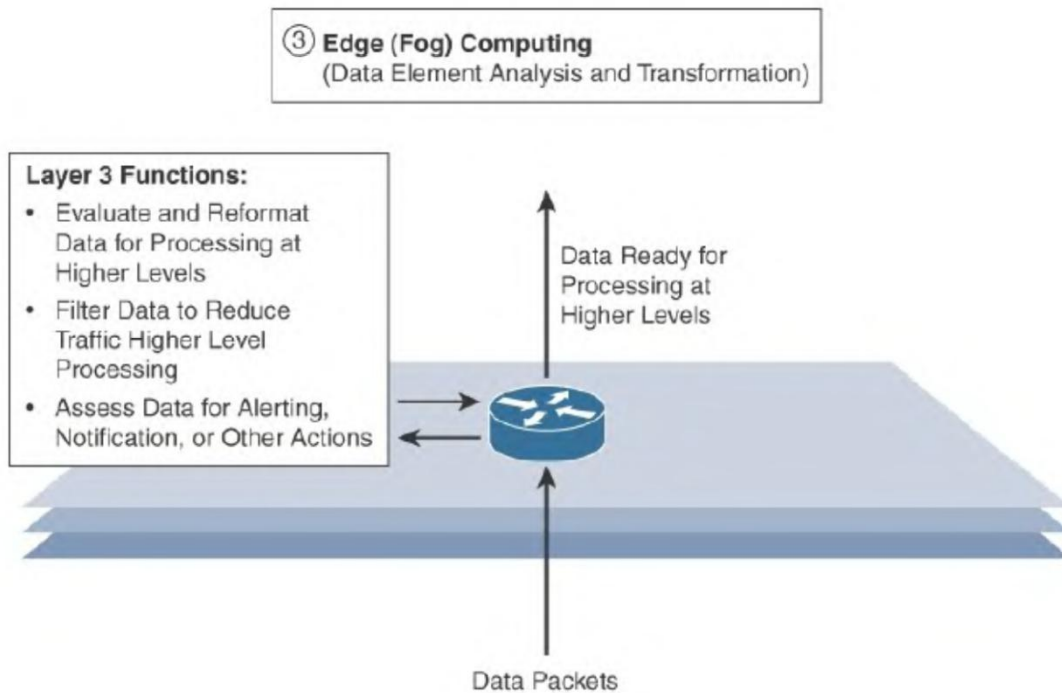 ③ Edge (Fog) Computing
(Data Element Analysis and Transformation)
Layer 3 Functions:
• Evaluate and Reformat
Data for Processing at
Higher Levels
• Filter Data to Reduce
Traffic Higher Level
Processing
• Assess Data for Alerting,
Notification, or Other Actions
Data Ready for
Processing at
Higher Levels
Data Packets